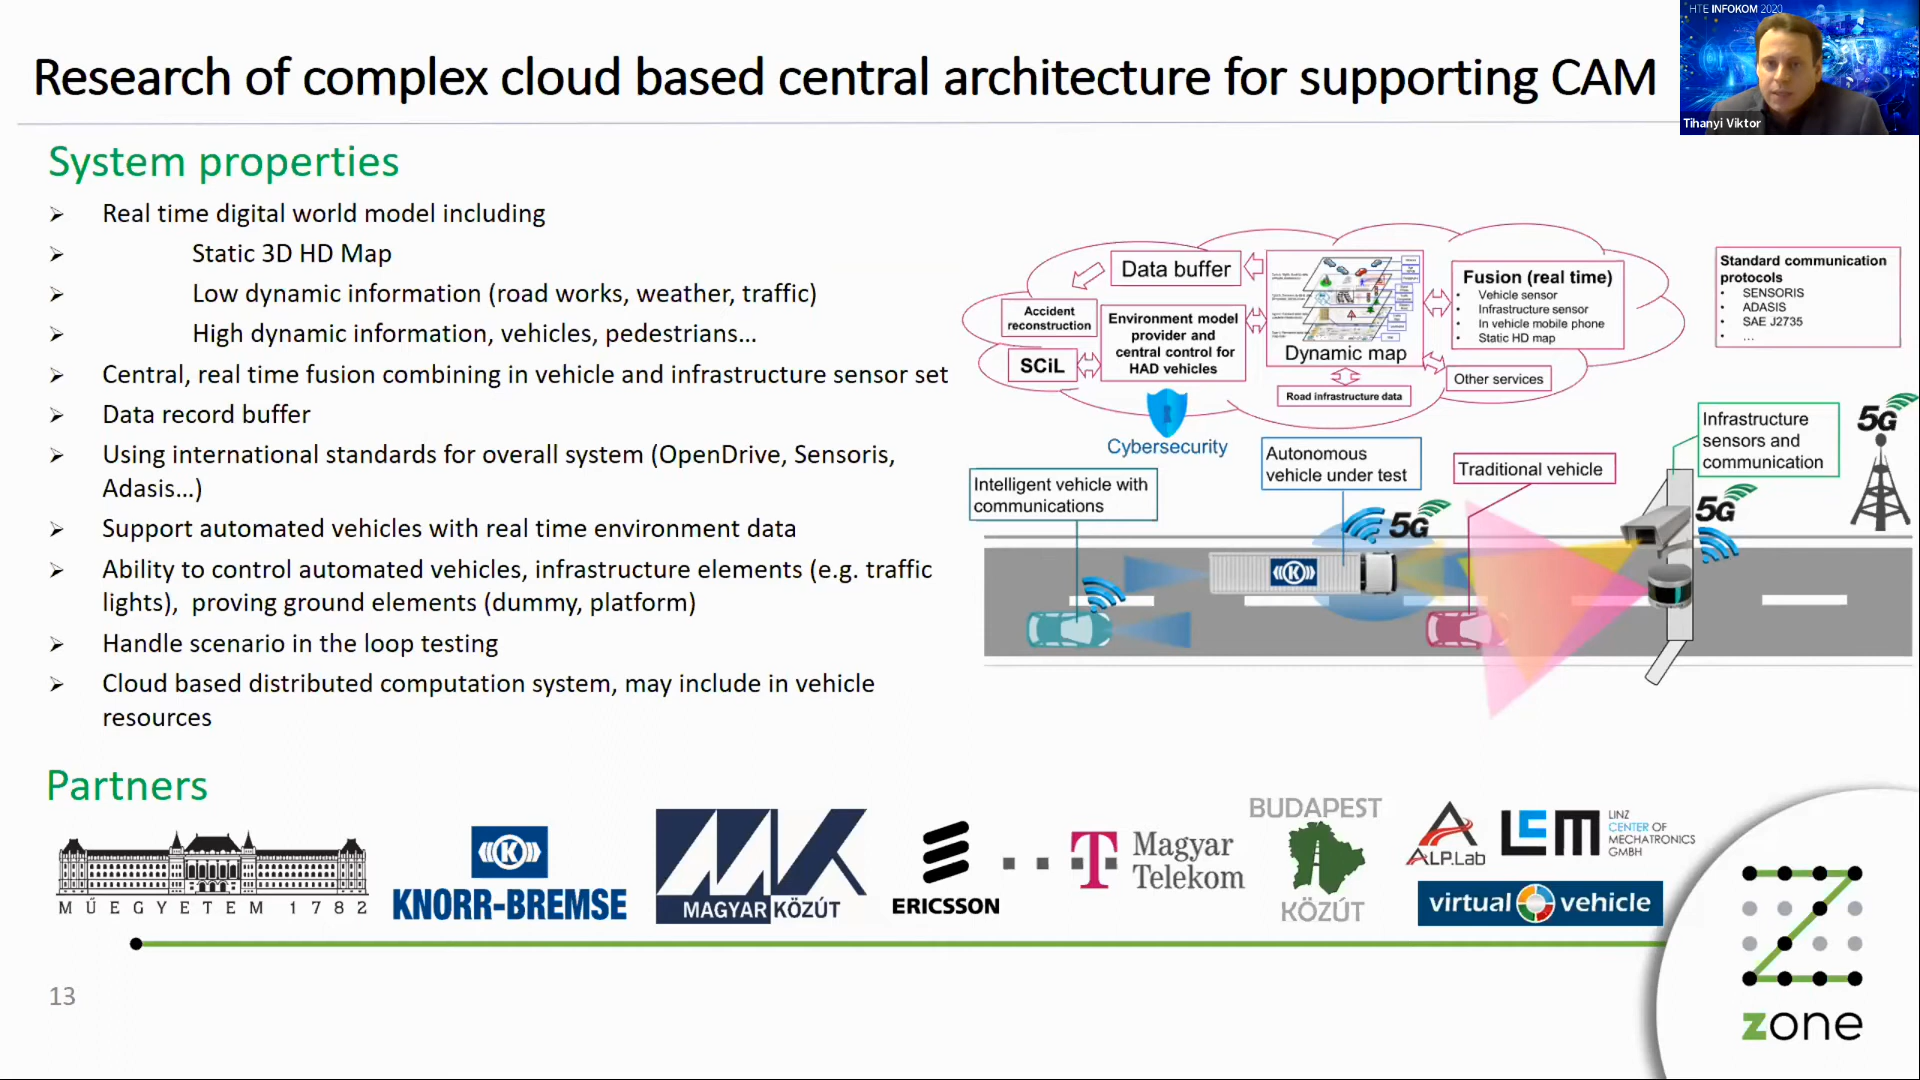 HTE INFOKOM 2020
Research of complex cloud based central architecture for supporting CAM
Tihanyi Viktor
System properties
Real time digital world model including
Static 3D HD Map
Low dynamic information (road works, weather, traffic)
High dynamic information, vehicles, pedestrians...
Central, real time fusion combining in vehicle and infrastructure sensor set
Data record buffer
Using international standards for overall system (OpenDrive, Sensoris,
Adasis...)
Support automated vehicles with real time environment data
Ability to control automated vehicles, infrastructure elements (e.g. traffic
lights), proving ground elements (dummy, platform)
Handle scenario in the loop testing
Cloud based distributed computation system, may include in vehicle
resources
Data buffer
Accident
reconstruction
SCiL
Environment model
provider and
central control for
HAD vehicles
Dynamic map
Road infrastructure data
Fusion (real time)
• Vehicle sensor
• Infrastructure sensor
• In vehicle mobile phone
• Static HD map
Other services
Standard communication
protocols
• SENSORIS
• ADASIS
• SAE J2735
• ...
Cybersecurity
Intelligent vehicle with
communications
Autonomous
vehicle under test
Traditional vehicle
Infrastructure
sensors and
communication
5G
5G
5G
K
Partners
MŰEGYETEM 1782
K
KNORR-BREMSE
MK
MAGYAR KÖZÚT
ERICSSON
T
Magyar
Telekom
BUDAPEST
KÖZÚT
ALP.Lab
LCM
LINZ
CENTER OF
MECHATRONICS
GMBH
virtual vehicle
13
zone